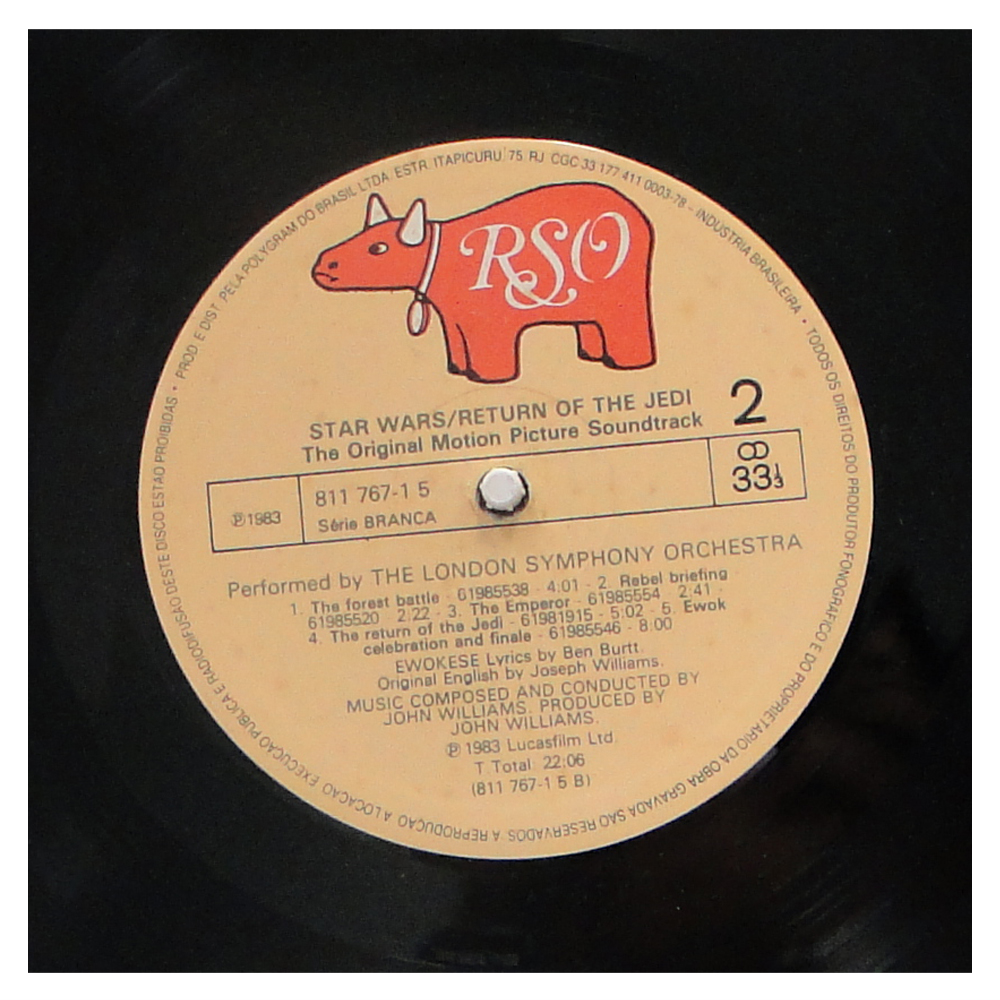 PROD. E DIST. PELA POLYGRAM DO BRASIL LTDA ESTR. ITAPICURU, 75 RJ CGC 33 177 411 0003-78 - INDÚSTRIA BRASILEIRA • TODOS OS DIREITOS DO PRODUTOR FONOGRAFICO E DO PROPRIETARIO DA OBRA GRAVADA SAO RESERVADOS A REPRODUÇAO A LOCACAO EXECUÇAO PUBLICA E RADIODIFUSAO DESTE DISCO ESTAO PROIBIDAS •
RSO
STAR WARS/RETURN OF THE JEDI
The Original Motion Picture Soundtrack
2
℗1983
811 767-1 5
Série BRANCA
33⅓
Performed by THE LONDON SYMPHONY ORCHESTRA
1. The forest battle - 61985538 - 4:01 - 2. Rebel briefing
61985520 2:22 - 3. The Emperor - 61985554 2:41 -
4. The return of the Jedi - 61981915 - 5:02 - 5. Ewok
celebration and finale - 61985546 - 8:00
EWOKESE Lyrics by Ben Burtt.
Original English by Joseph Williams.
MUSIC COMPOSED AND CONDUCTED BY
JOHN WILLIAMS. PRODUCED BY
JOHN WILLIAMS.
℗ 1983 Lucasfilm Ltd.
T Total: 22:06
(811 767-1 5 B)